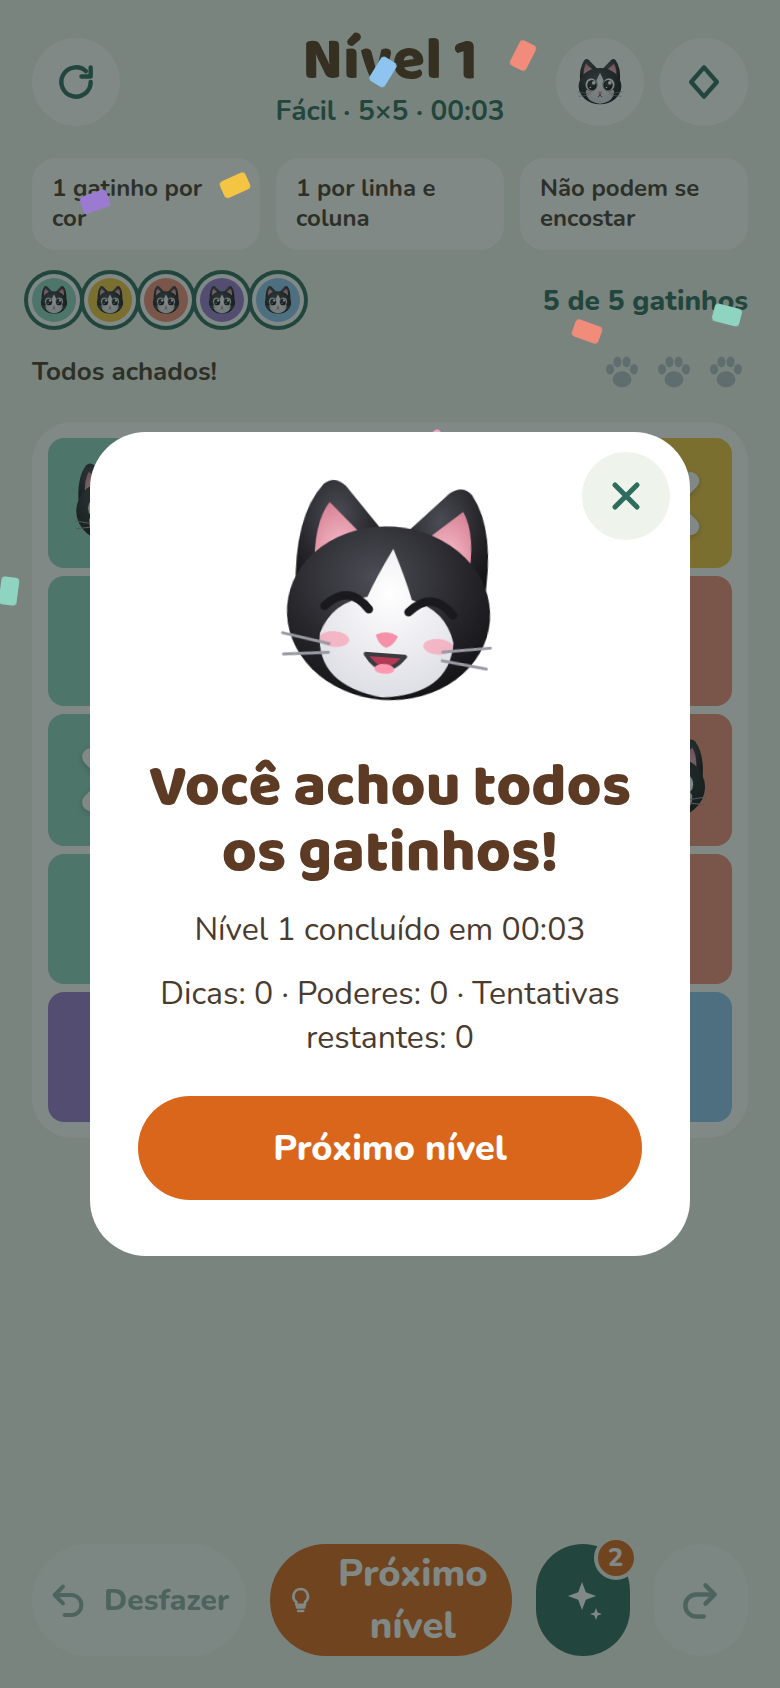 Nível 1
Fácil · 5×5 · 00:03
1 gatinho por
cor
1 por linha e
coluna
Não podem se
encostar
5 de 5 gatinhos
Todos achados!
Você achou todos
os gatinhos!
Nível 1 concluído em 00:03
Dicas: 0 · Poderes: 0 · Tentativas
restantes: 0
Próximo nível
Desfazer
Próximo
nível
2